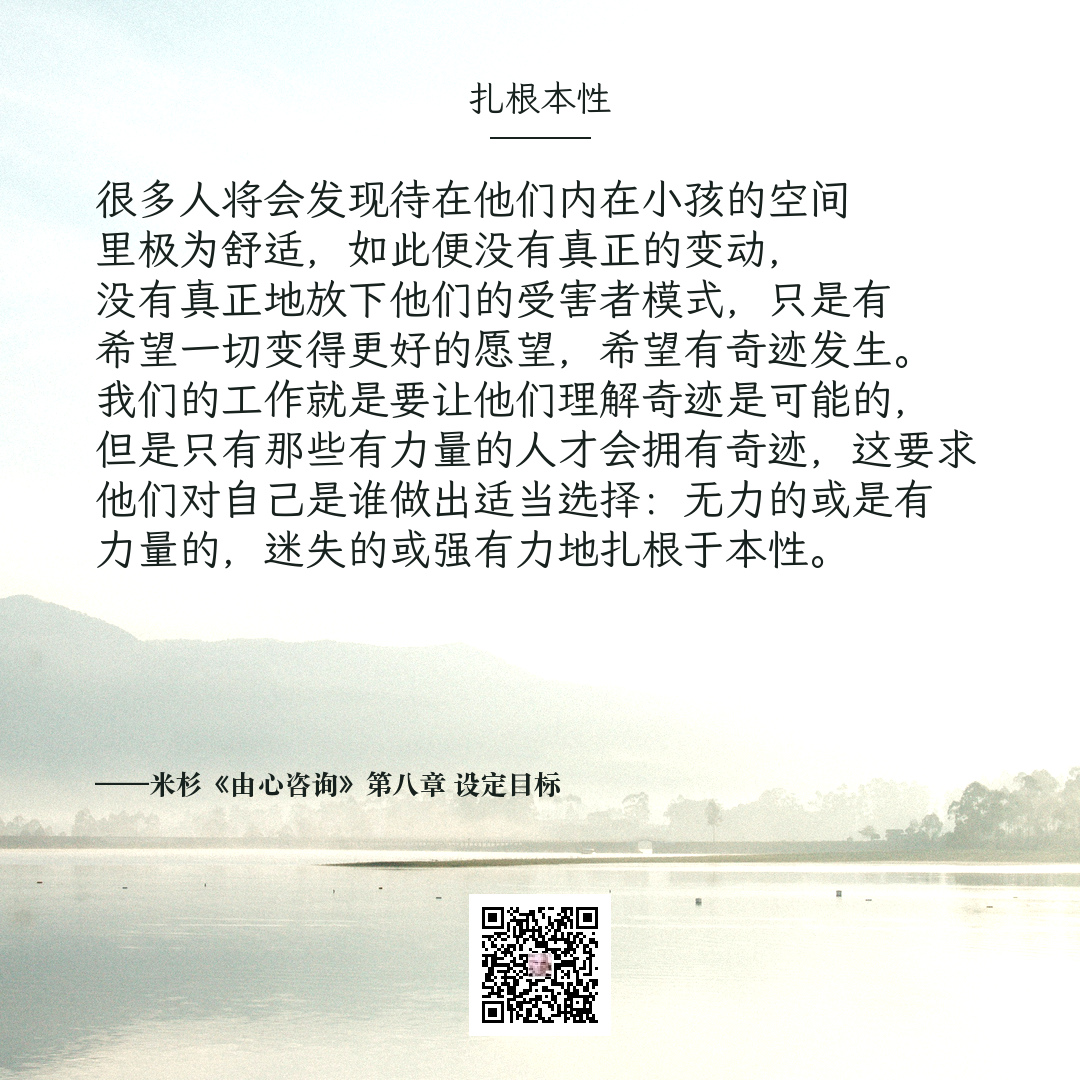 扎根本性
很多人将会发现待在他们内在小孩的空间
里极为舒适，如此便没有真正的变动，
没有真正地放下他们的受害者模式，只是有
希望一切变得更好的愿望，希望有奇迹发生。
我们的工作就是要让他们理解奇迹是可能的，
但是只有那些有力量的人才会拥有奇迹，这要求
他们对自己是谁做出适当选择：无力的或是有
力量的，迷失的或强有力地扎根于本性。
——米杉《由心咨询》第八章 设定目标